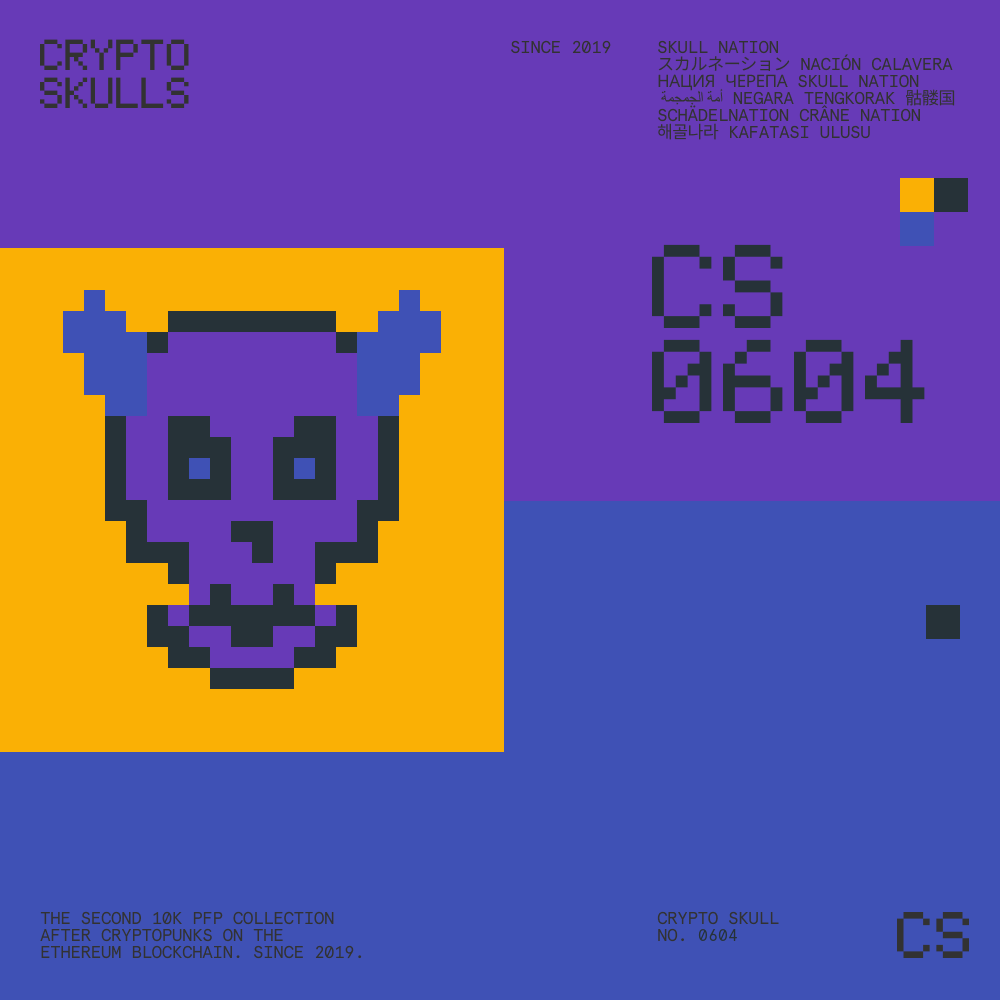 CRYPTO
SKULLS
SINCE 2019
SKULL NATION
スカルネーション NACIÓN CALAVERA
НАЦИЯ ЧЕРЕПА SKULL NATION
أمة الجمجمة NEGARA TENGKORAK 骷髅国
SCHÄDELNATION CRÂNE NATION
해골나라 KAFATASI ULUSU
CS
0604
THE SECOND 10K PFP COLLECTION
AFTER CRYPTOPUNKS ON THE
ETHEREUM BLOCKCHAIN. SINCE 2019.
CRYPTO SKULL
NO. 0604
CS